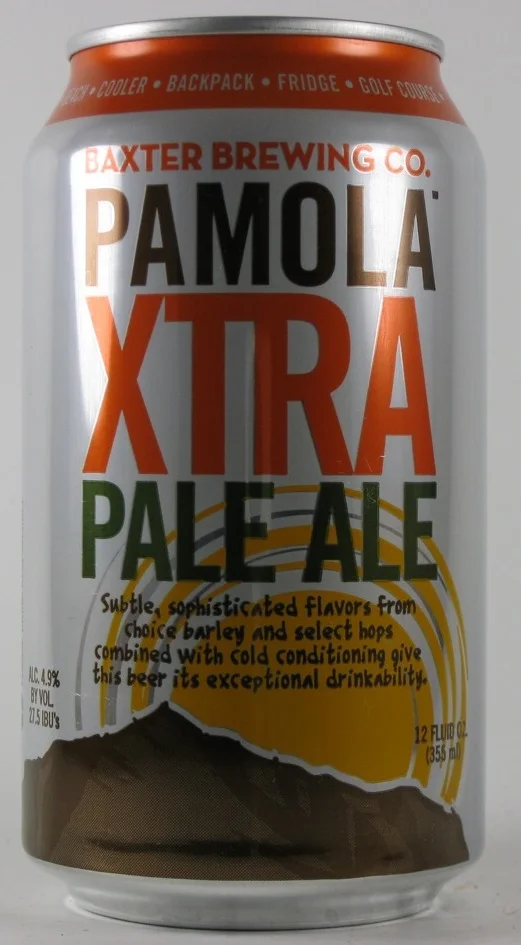 • COOLER • BACKPACK • FRIDGE • GOLF COURSE •
BAXTER BREWING CO.
PAMOLA™
XTRA
PALE ALE
Subtle, sophisticated flavors from
choice barley and select hops
combined with cold conditioning give
this beer its exceptional drinkability.
ALC. 4.9%
BY VOL.
27.5 IBU's
12 FLUID OZ.
(355 ml)